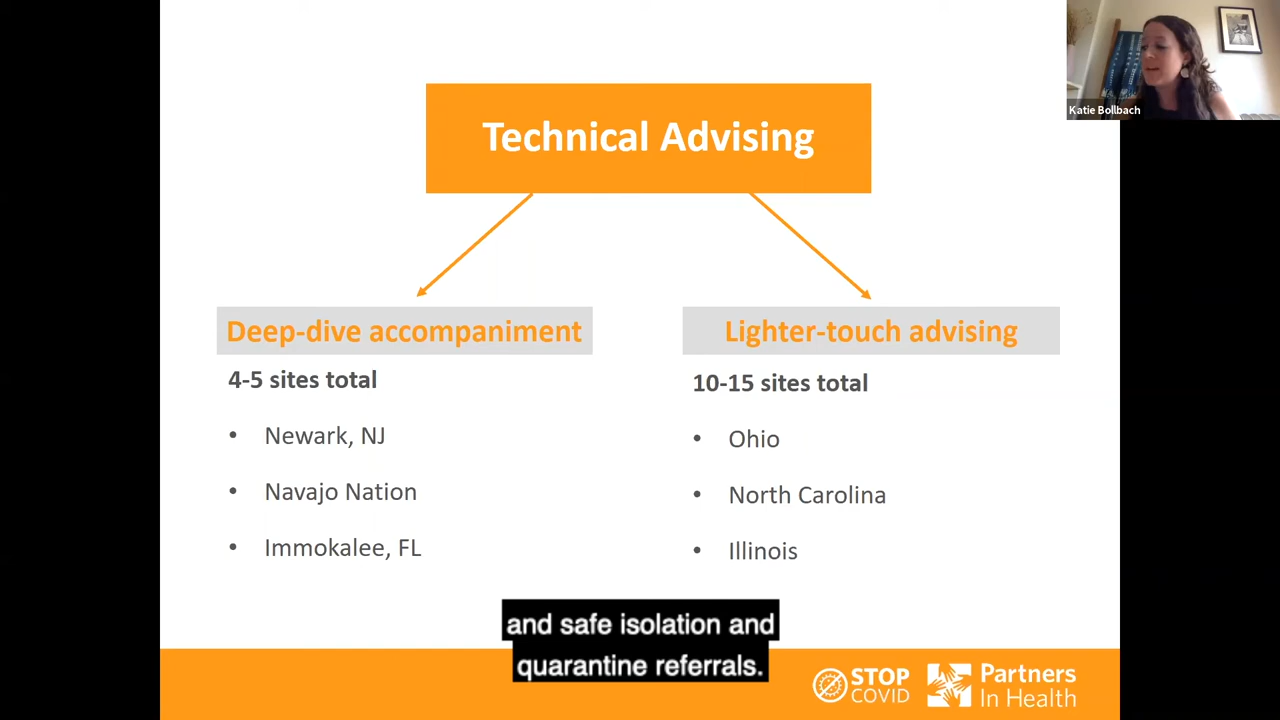 Katie Bollbach
Technical Advising
Deep-dive accompaniment
4-5 sites total
• Newark, NJ
• Navajo Nation
• Immokalee, FL
Lighter-touch advising
10-15 sites total
• Ohio
• North Carolina
• Illinois
and safe isolation and
quarantine referrals.
STOP
COVID
Partners
In Health